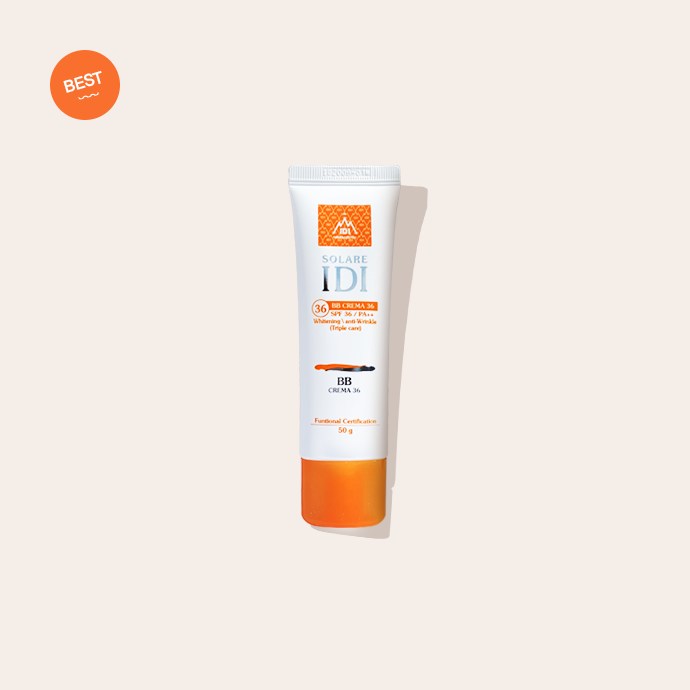 BEST
IDI
SOLARE
IDI
36 BB CREMA 36
SPF 36 / PA++
Whitening \ anti-Wrinkle
(Triple care)
BB
CREMA 36
Funtional Certification
50 g